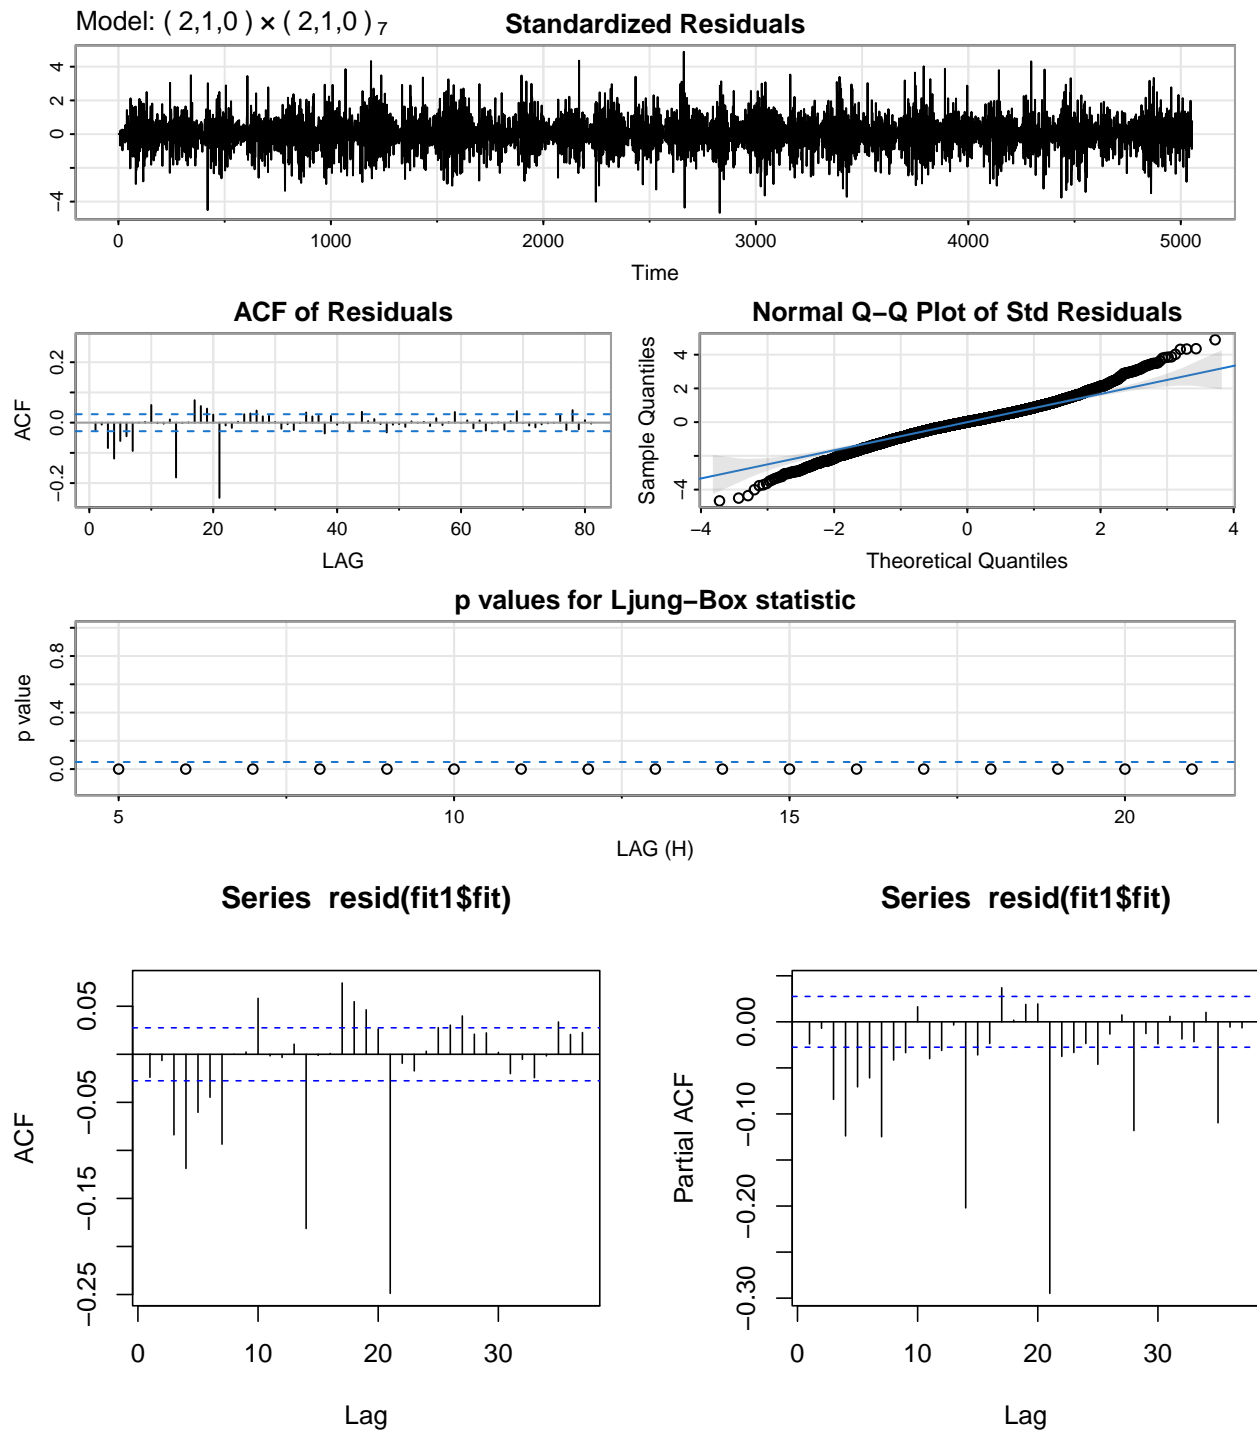 Model: ( 2,1,0 ) × ( 2,1,0 ) 7 Standardized Residuals
4
2
0
−4
0 1000 2000 3000 4000 5000
Time
ACF of Residuals
0.2
0.0
−0.2
ACF
0 20 40 60 80
LAG
Normal Q−Q Plot of Std Residuals
4
2
0
−4
Sample Quantiles
−4 −2 0 2 4
Theoretical Quantiles
p values for Ljung−Box statistic
0.8
0.4
0.0
p value
5 10 15 20
LAG (H)
Series resid(fit1$fit)
0.05
−0.05
−0.15
−0.25
ACF
0 10 20 30
Lag
Series resid(fit1$fit)
0.00
−0.10
−0.20
−0.30
Partial ACF
0 10 20 30
Lag